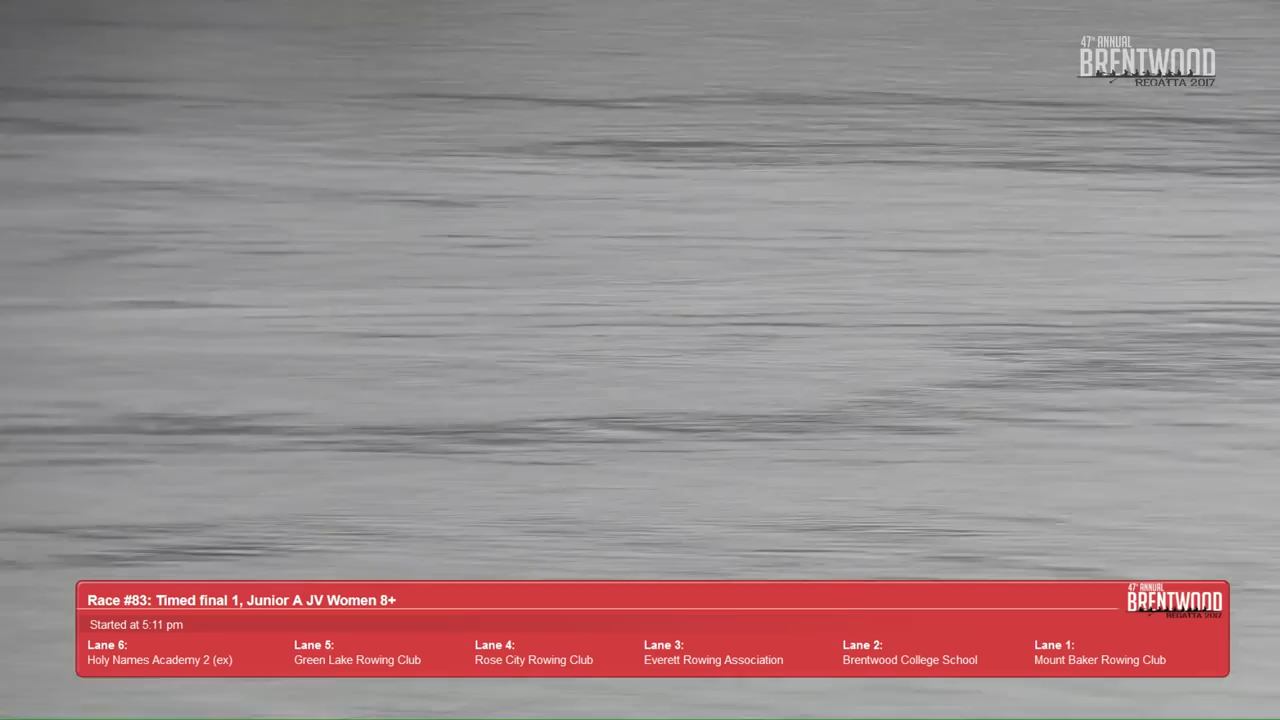 47th ANNUAL
BRENTWOOD
REGATTA 2017
Race #83: Timed final 1, Junior A JV Women 8+
47th ANNUAL
BRENTWOOD
REGATTA 2017
Started at 5:11 pm
Lane 6: Lane 5: Lane 4: Lane 3: Lane 2: Lane 1:
Holy Names Academy 2 (ex) Green Lake Rowing Club Rose City Rowing Club Everett Rowing Association Brentwood College School Mount Baker Rowing Club